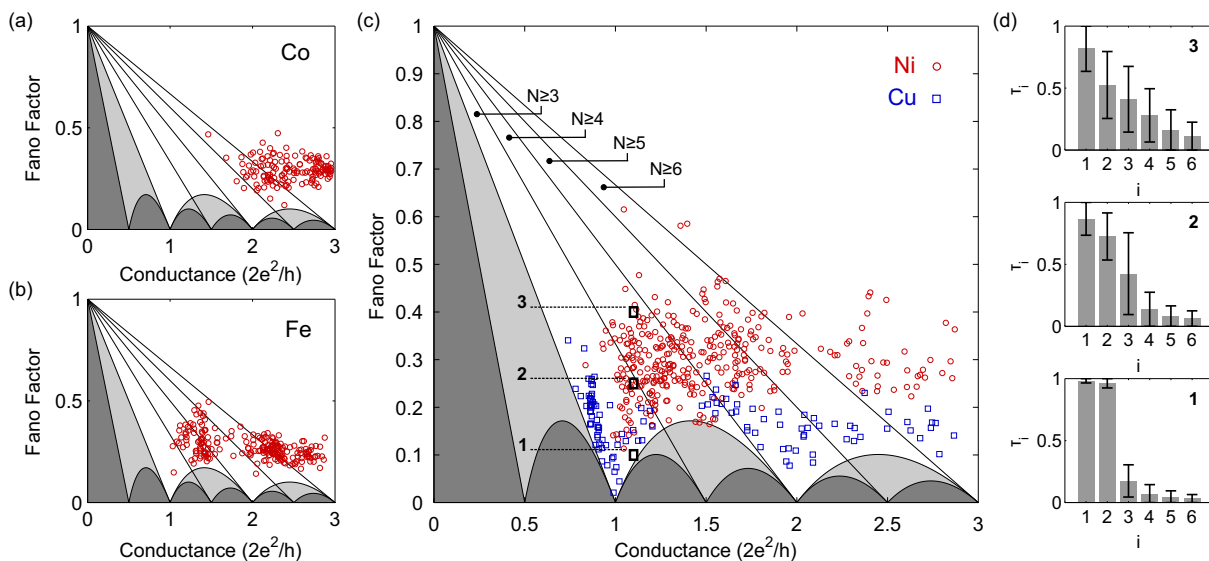 (a)
1
Co
Fano Factor
0.5
0
0
1
2
3
Conductance (2e²/h)
(b)
1
Fe
Fano Factor
0.5
0
0
1
2
3
Conductance (2e²/h)
(c)
1
0.9
0.8
0.7
0.6
0.5
0.4
0.3
0.2
0.1
0
Fano Factor
N≥3
N≥4
N≥5
N≥6
Ni
Cu
3
2
1
0
0.5
1
1.5
2
2.5
3
Conductance (2e²/h)
(d)
1
3
τᵢ
0.5
0
1 2 3 4 5 6
i
1
2
τᵢ
0.5
0
1 2 3 4 5 6
i
1
1
τᵢ
0.5
0
1 2 3 4 5 6
i